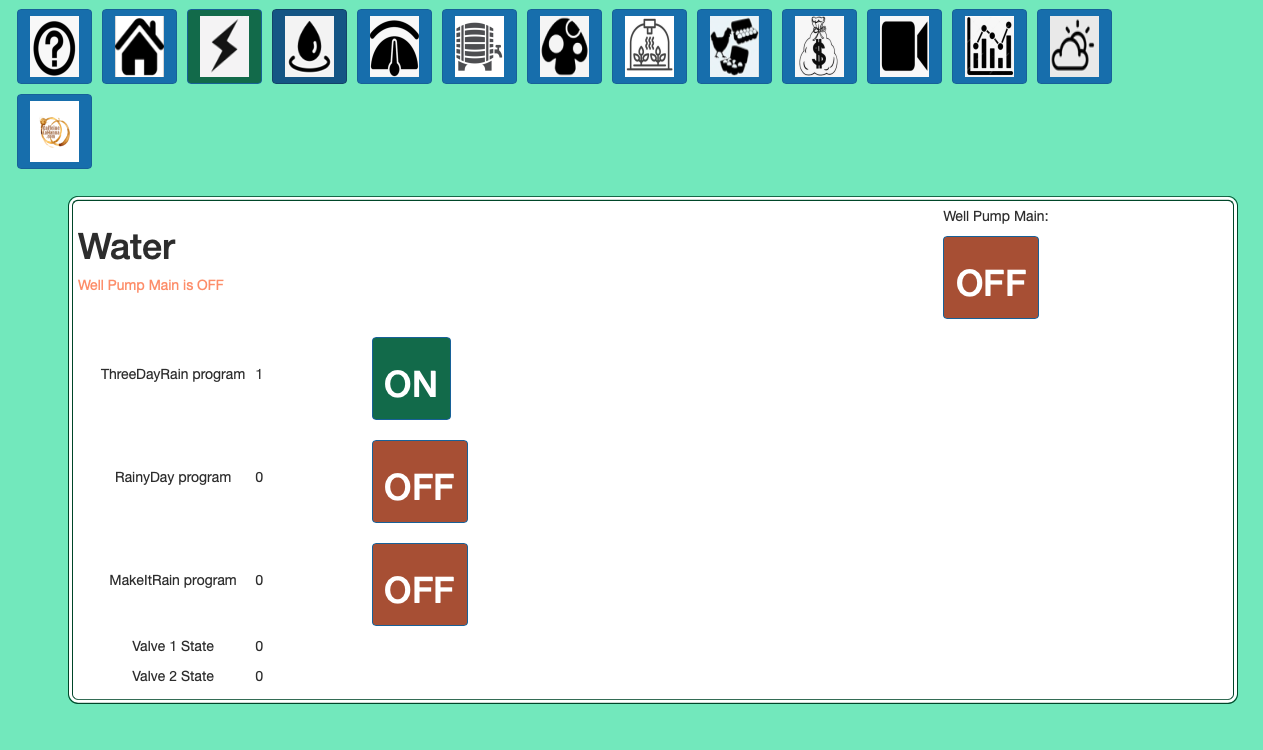 Well Pump Main:
Water
OFF
Well Pump Main is OFF
ThreeDayRain program 1 ON
RainyDay program 0 OFF
MakeItRain program 0 OFF
Valve 1 State 0
Valve 2 State 0